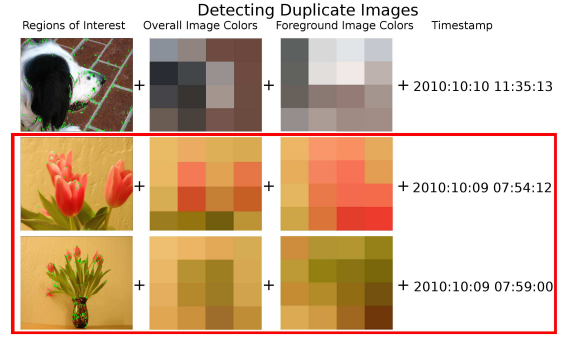 Detecting Duplicate Images
Regions of Interest Overall Image Colors Foreground Image Colors Timestamp
+ + + 2010:10:10 11:35:13
+ + + 2010:10:09 07:54:12
+ + + 2010:10:09 07:59:00